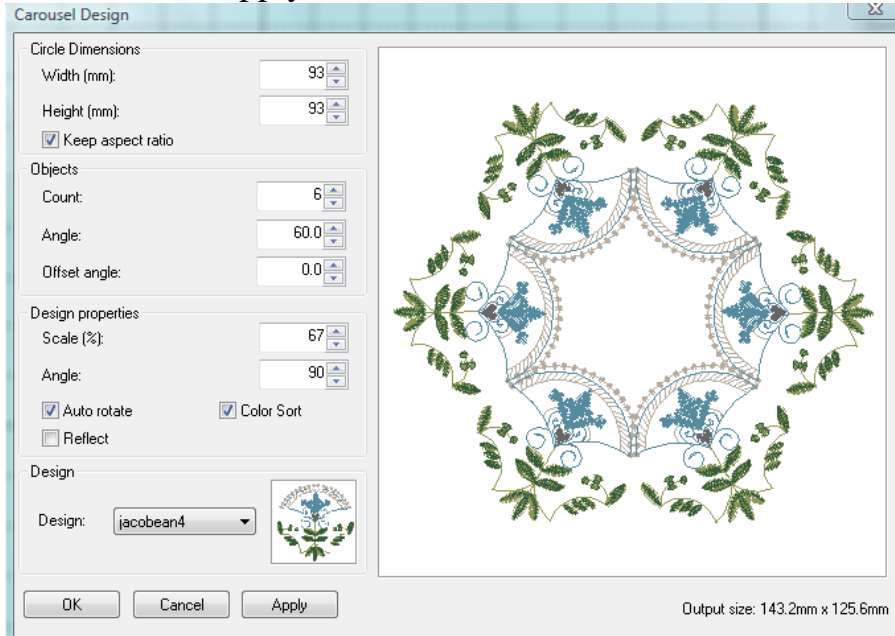 Carousel Design
Circle Dimensions
Width (mm): 93
Height (mm): 93
Keep aspect ratio
Objects
Count: 6
Angle: 60.0
Offset angle: 0.0
Design properties
Scale (%): 67
Angle: 90
Auto rotate Color Sort
Reflect
Design
Design: jacobean4
OK Cancel Apply
Output size: 143.2mm x 125.6mm